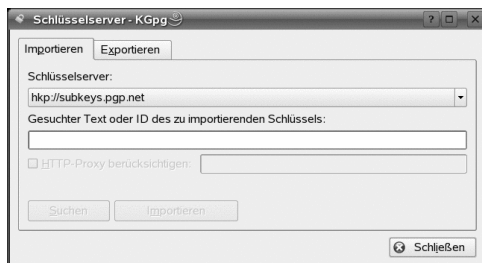 Schlüsselserver - KGpg
Importieren Exportieren
Schlüsselserver:
hkp://subkeys.pgp.net
Gesuchter Text oder ID des zu importierenden Schlüssels:
HTTP-Proxy berücksichtigen:
Suchen Importieren
Schließen